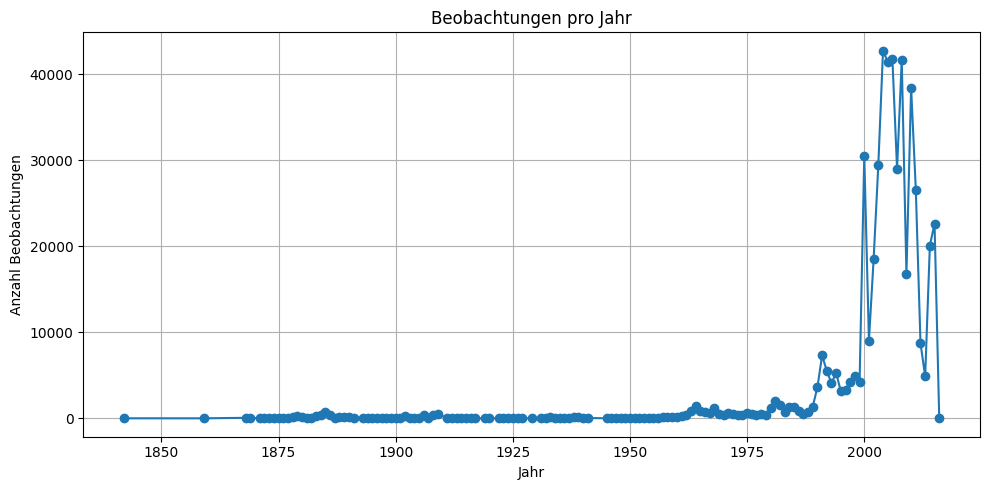 Beobachtungen pro Jahr
Anzahl Beobachtungen
40000
30000
20000
10000
0
1850 1875 1900 1925 1950 1975 2000
Jahr